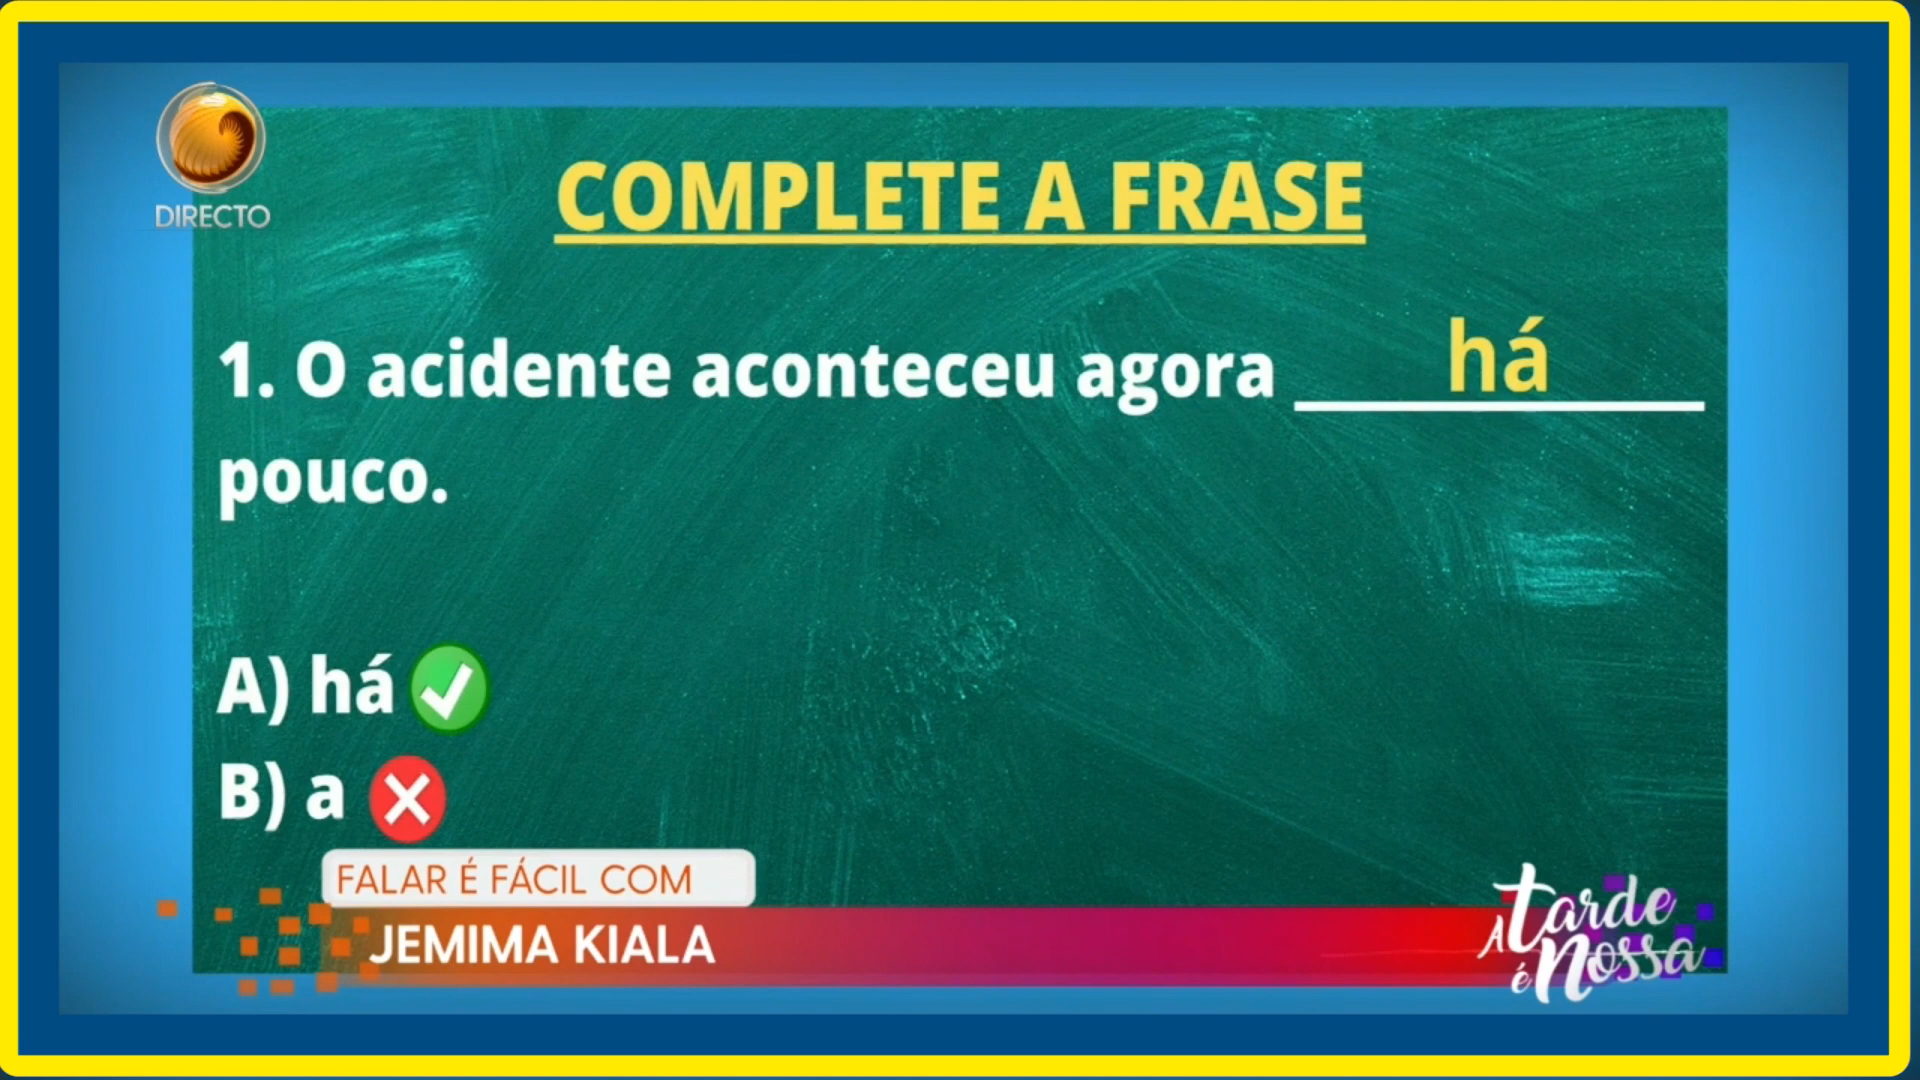 DIRECTO
COMPLETE A FRASE
1. O acidente aconteceu agora há
pouco.
A) há
B) a
FALAR É FÁCIL COM
JEMIMA KIALA
A tarde
é nossa